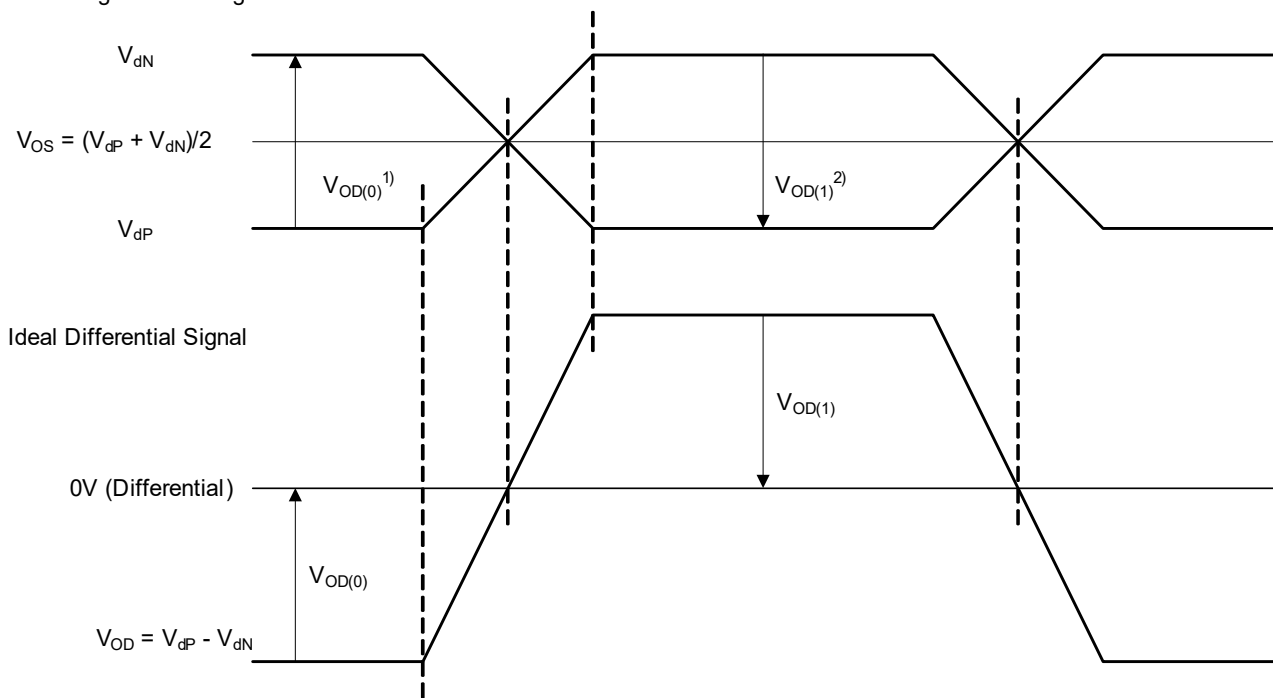 V_dN
V_OS = (V_dP + V_dN)/2
V_OD(0)^1)
V_OD(1)^2)
V_dP
Ideal Differential Signal
V_OD(1)
0V (Differential)
V_OD(0)
V_OD = V_dP - V_dN